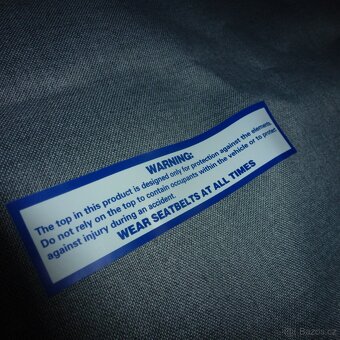 WARNING:
The top in this product is designed only for protection against the elements.
Do not rely on the top to contain occupants within the vehicle or to protect
against injury during an accident.
WEAR SEATBELTS AT ALL TIMES
Bazos.cz